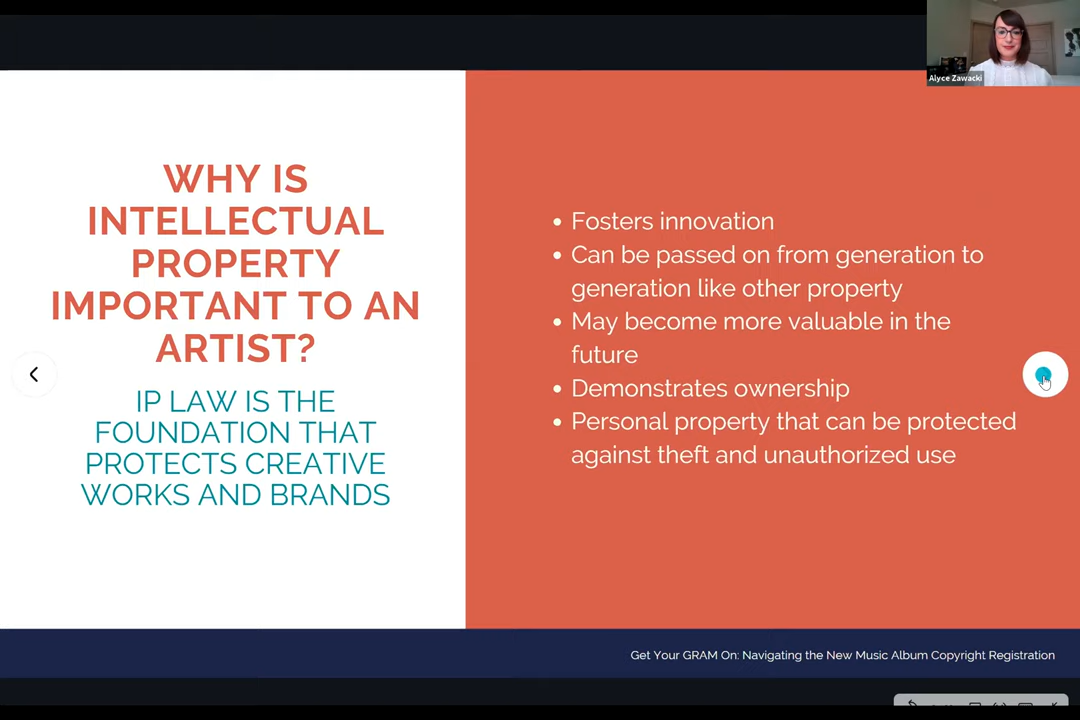 Alyce Zawacki
WHY IS
INTELLECTUAL
PROPERTY
IMPORTANT TO AN
ARTIST?
IP LAW IS THE
FOUNDATION THAT
PROTECTS CREATIVE
WORKS AND BRANDS
• Fosters innovation
• Can be passed on from generation to
generation like other property
• May become more valuable in the
future
• Demonstrates ownership
• Personal property that can be protected
against theft and unauthorized use
Get Your GRAM On: Navigating the New Music Album Copyright Registration